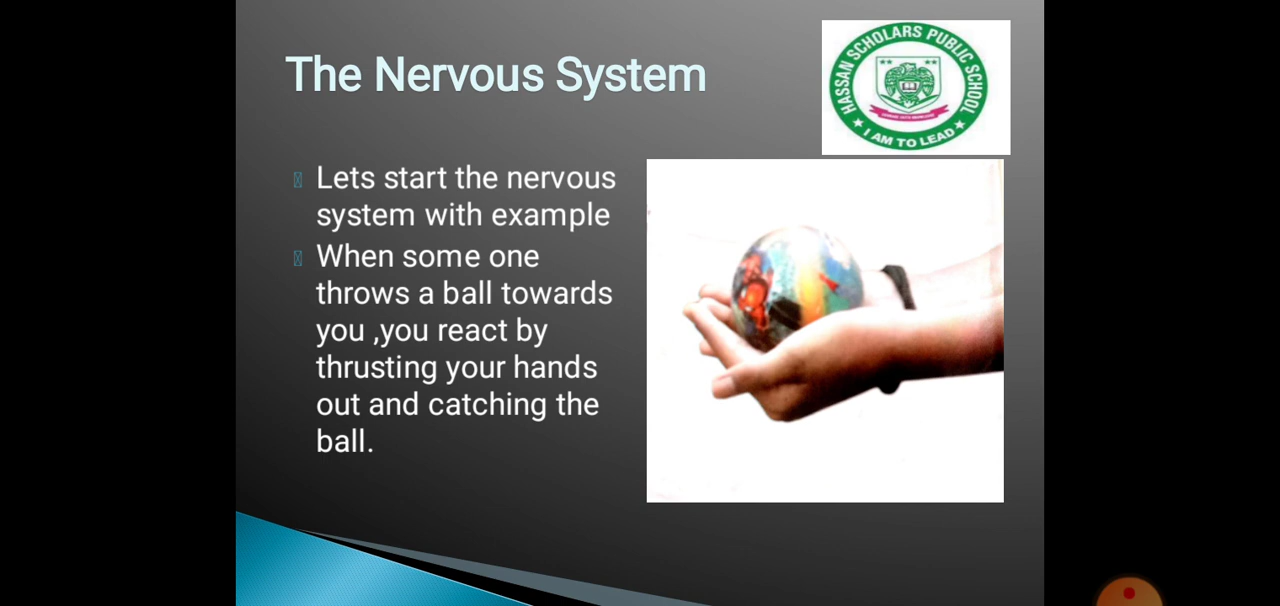 The Nervous System
HASSAN SCHOLARS PUBLIC SCHOOL
I AM TO LEAD
Lets start the nervous
system with example
When some one
throws a ball towards
you ,you react by
thrusting your hands
out and catching the
ball.